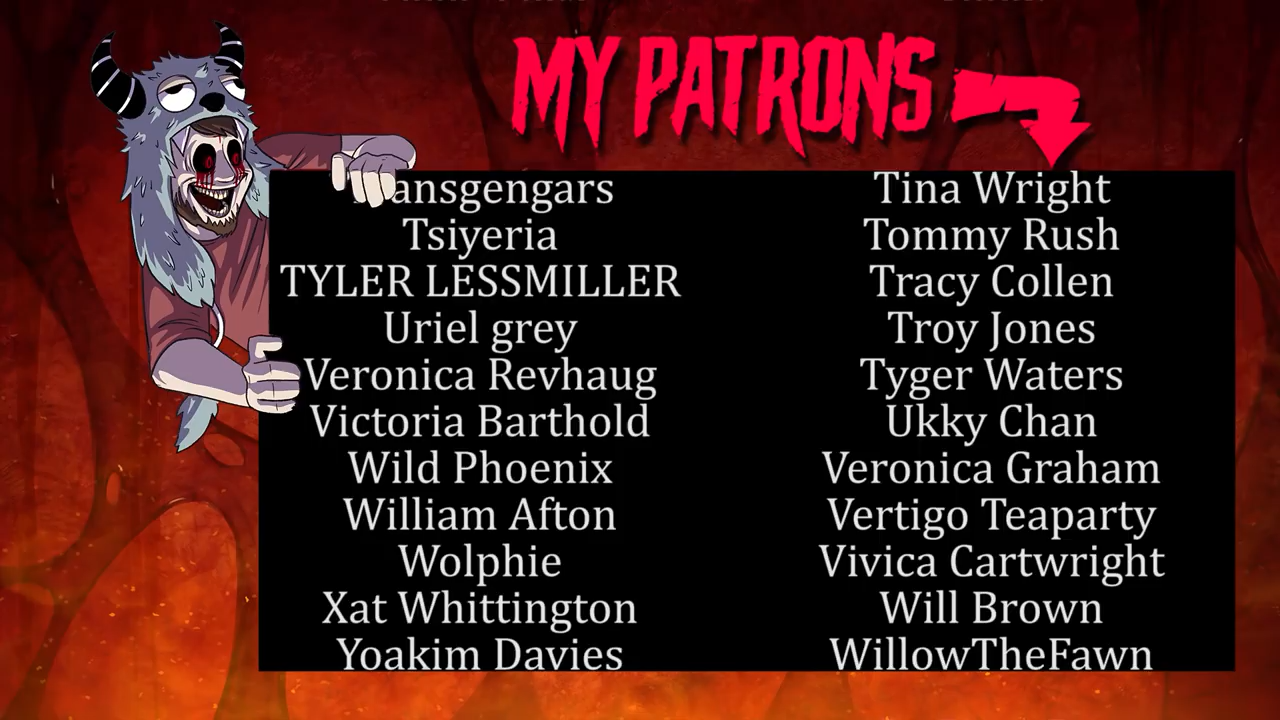 MY PATRONS
Tsiyeria
TYLER LESSMILLER
Uriel grey
Veronica Revhaug
Victoria Barthold
Wild Phoenix
William Afton
Wolphie
Xat Whittington
Yoakim Davies
Tina Wright
Tommy Rush
Tracy Collen
Troy Jones
Tyger Waters
Ukky Chan
Veronica Graham
Vertigo Teaparty
Vivica Cartwright
Will Brown
WillowTheFawn